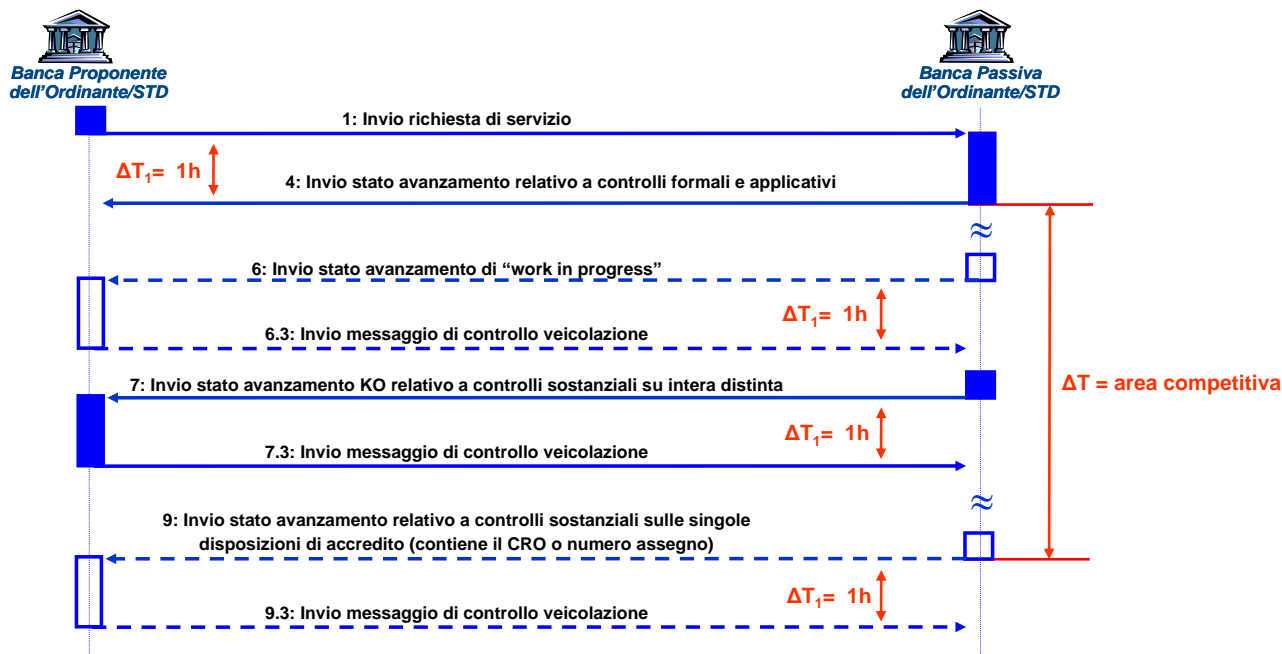 Banca Proponente
dell'Ordinante/STD
Banca Passiva
dell'Ordinante/STD
1: Invio richiesta di servizio
ΔT₁= 1h
4: Invio stato avanzamento relativo a controlli formali e applicativi
≈
6: Invio stato avanzamento di “work in progress”
ΔT₁= 1h
6.3: Invio messaggio di controllo veicolazione
7: Invio stato avanzamento KO relativo a controlli sostanziali su intera distinta
ΔT = area competitiva
ΔT₁= 1h
7.3: Invio messaggio di controllo veicolazione
≈
9: Invio stato avanzamento relativo a controlli sostanziali sulle singole
disposizioni di accredito (contiene il CRO o numero assegno)
ΔT₁= 1h
9.3: Invio messaggio di controllo veicolazione